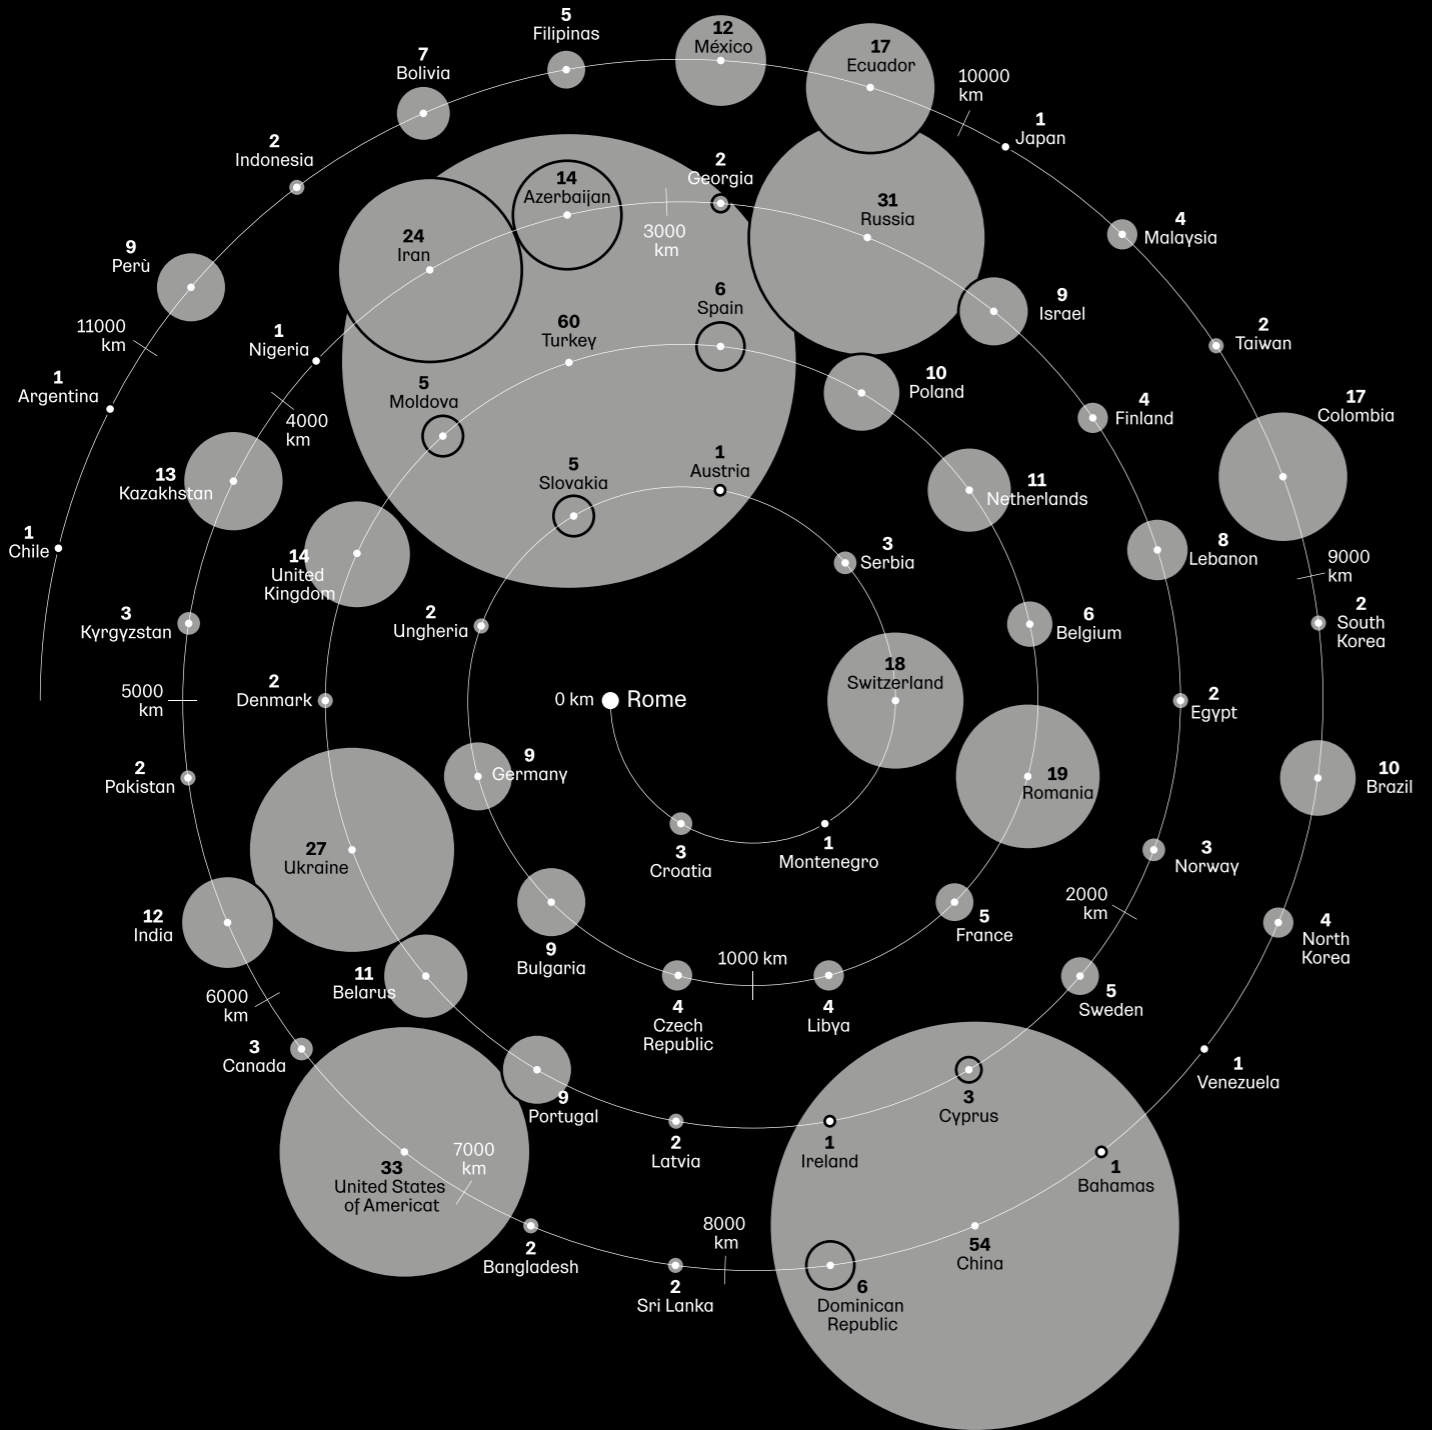 5
Filipinas
12
México
17
Ecuador
7
Bolivia
10000
km
1
Japan
2
Indonesia
2
Georgia
14
Azerbaijan
31
Russia
4
Malaysia
24
Iran
3000
km
9
Perù
6
Spain
9
Israel
60
Turkey
11000
km
1
Nigeria
2
Taiwan
10
Poland
5
Moldova
1
Argentina
4000
km
4
Finland
17
Colombia
1
Austria
5
Slovakia
13
Kazakhstan
11
Netherlands
1
Chile
14
United
Kingdom
3
Serbia
8
Lebanon
9000
km
3
Kyrgyzstan
2
Ungheria
6
Belgium
2
South
Korea
18
Switzerland
5000
km
2
Denmark
0 km
Rome
2
Egypt
2
Pakistan
9
Germany
19
Romania
10
Brazil
27
Ukraine
3
Croatia
1
Montenegro
3
Norway
2000
km
12
India
9
Bulgaria
5
France
4
North
Korea
1000 km
11
Belarus
6000
km
4
Czech
Republic
4
Libya
5
Sweden
3
Canada
1
Venezuela
9
Portugal
3
Cyprus
2
Latvia
1
Ireland
7000
km
33
United States
of Americat
1
Bahamas
8000
km
2
Bangladesh
54
China
2
Sri Lanka
6
Dominican
Republic